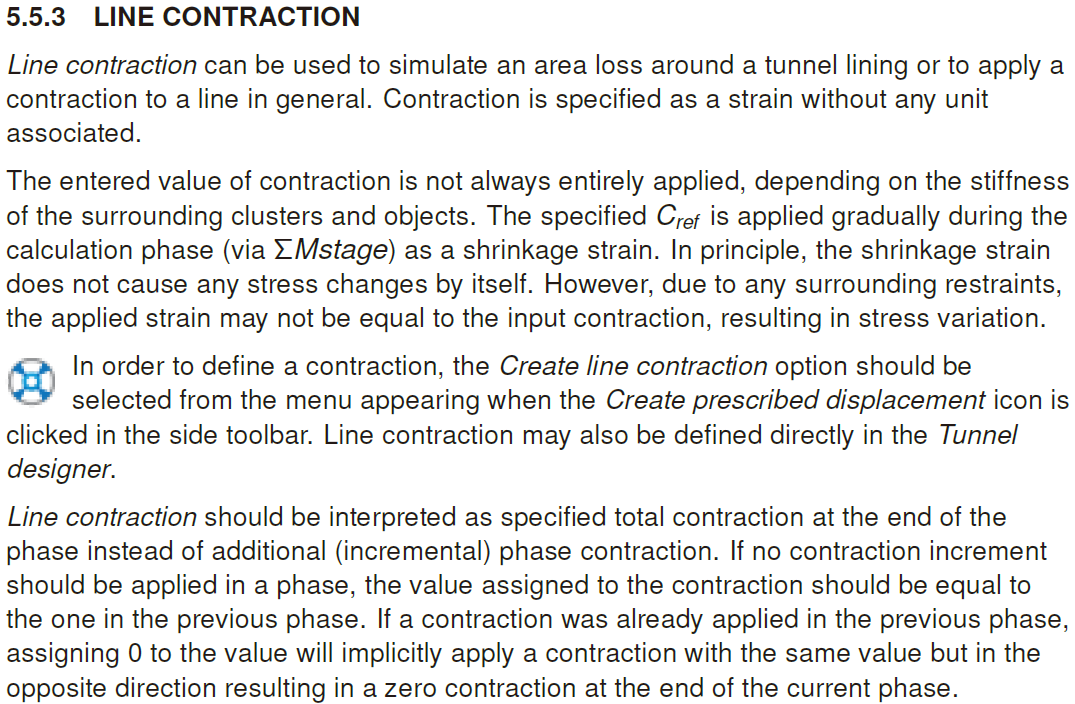 5.5.3 LINE CONTRACTION
Line contraction can be used to simulate an area loss around a tunnel lining or to apply a
contraction to a line in general. Contraction is specified as a strain without any unit
associated.
The entered value of contraction is not always entirely applied, depending on the stiffness
of the surrounding clusters and objects. The specified Cref is applied gradually during the
calculation phase (via ΣMstage) as a shrinkage strain. In principle, the shrinkage strain
does not cause any stress changes by itself. However, due to any surrounding restraints,
the applied strain may not be equal to the input contraction, resulting in stress variation.
In order to define a contraction, the Create line contraction option should be
selected from the menu appearing when the Create prescribed displacement icon is
clicked in the side toolbar. Line contraction may also be defined directly in the Tunnel
designer.
Line contraction should be interpreted as specified total contraction at the end of the
phase instead of additional (incremental) phase contraction. If no contraction increment
should be applied in a phase, the value assigned to the contraction should be equal to
the one in the previous phase. If a contraction was already applied in the previous phase,
assigning 0 to the value will implicitly apply a contraction with the same value but in the
opposite direction resulting in a zero contraction at the end of the current phase.